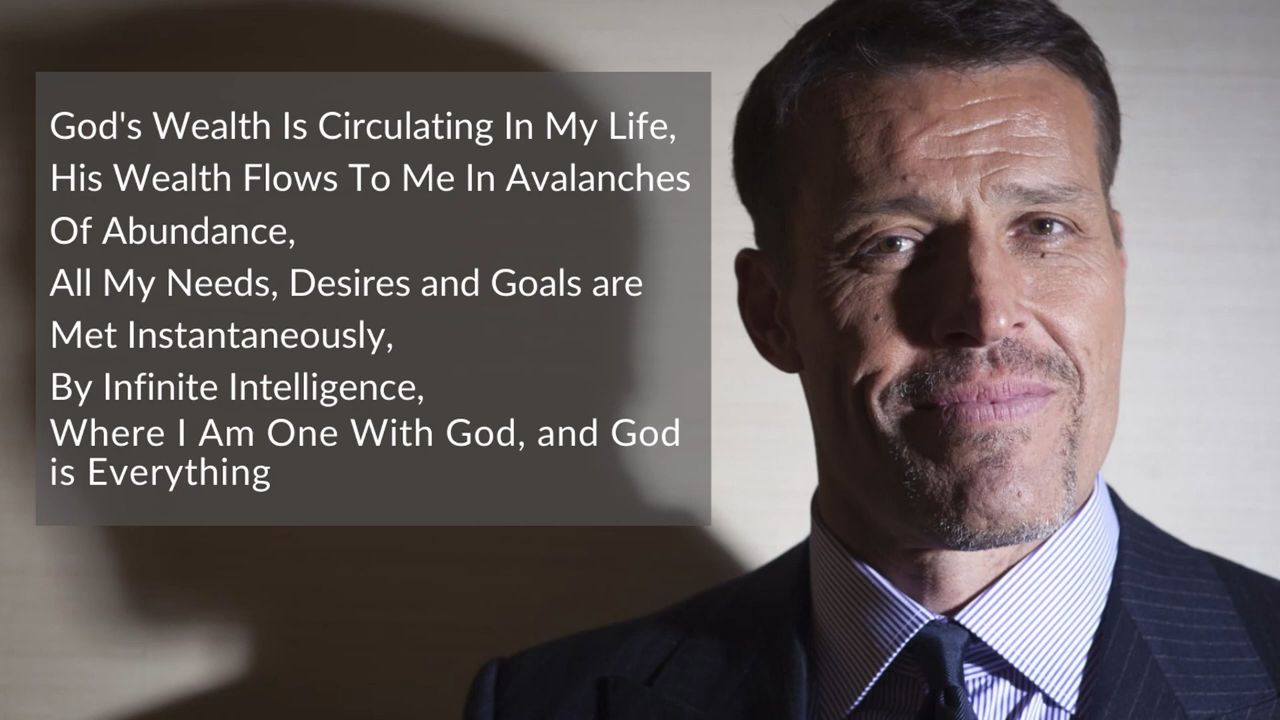 God's Wealth Is Circulating In My Life,
His Wealth Flows To Me In Avalanches
Of Abundance,
All My Needs, Desires and Goals are
Met Instantaneously,
By Infinite Intelligence,
Where I Am One With God, and God
is Everything